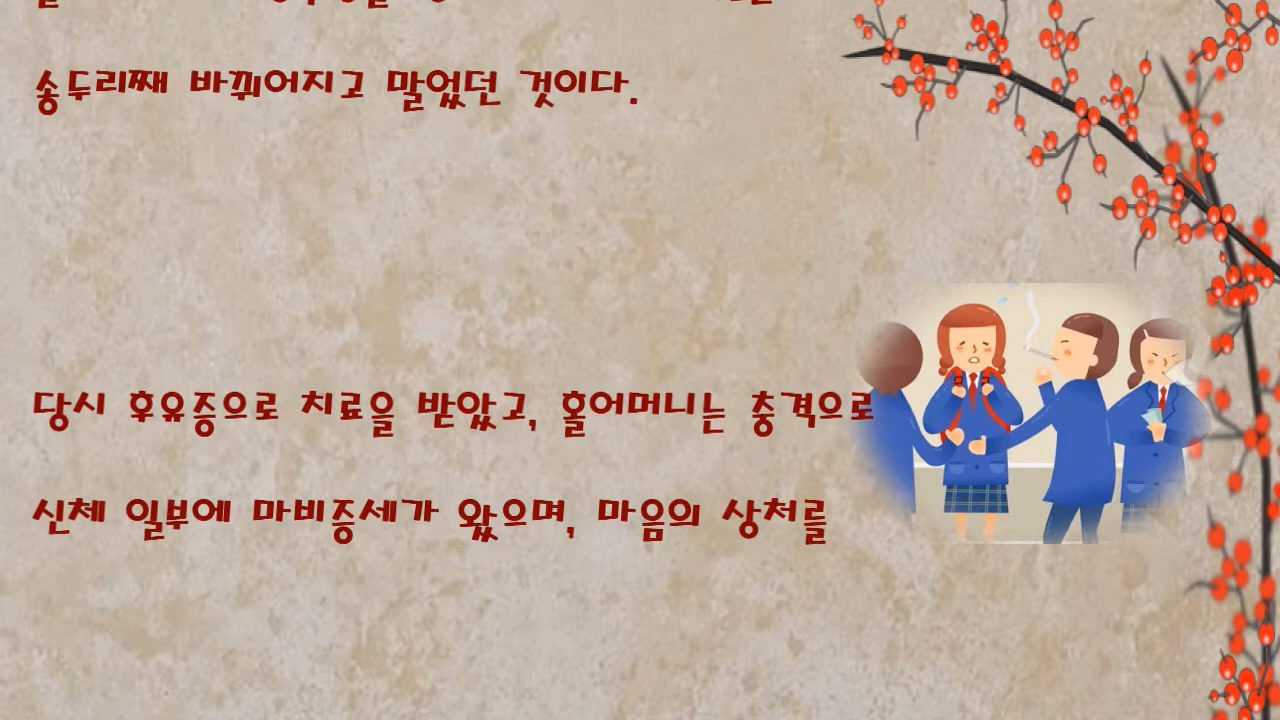 송두리째 바뀌어지고 말었던 것이다.
당시 후유증으로 치료을 받았고, 홀어머니는 충격으로
신체 일부에 마비증세가 왔으며, 마음의 상처를